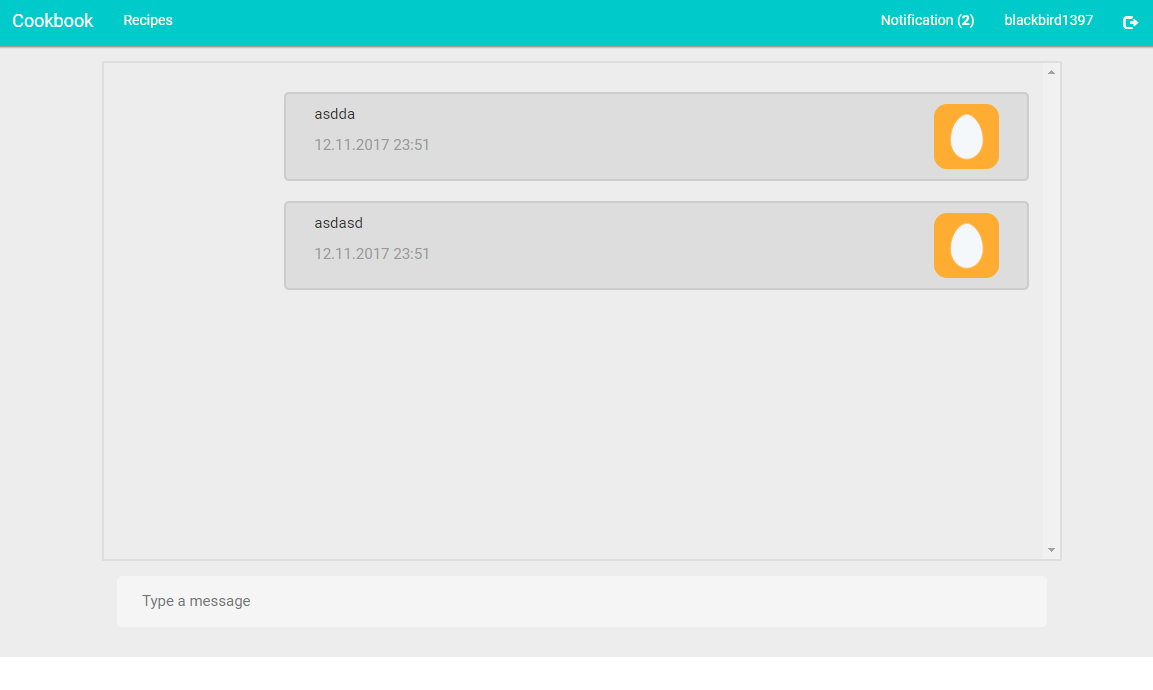 Cookbook Recipes Notification (2) blackbird1397
asdda
12.11.2017 23:51
asdasd
12.11.2017 23:51
Type a message